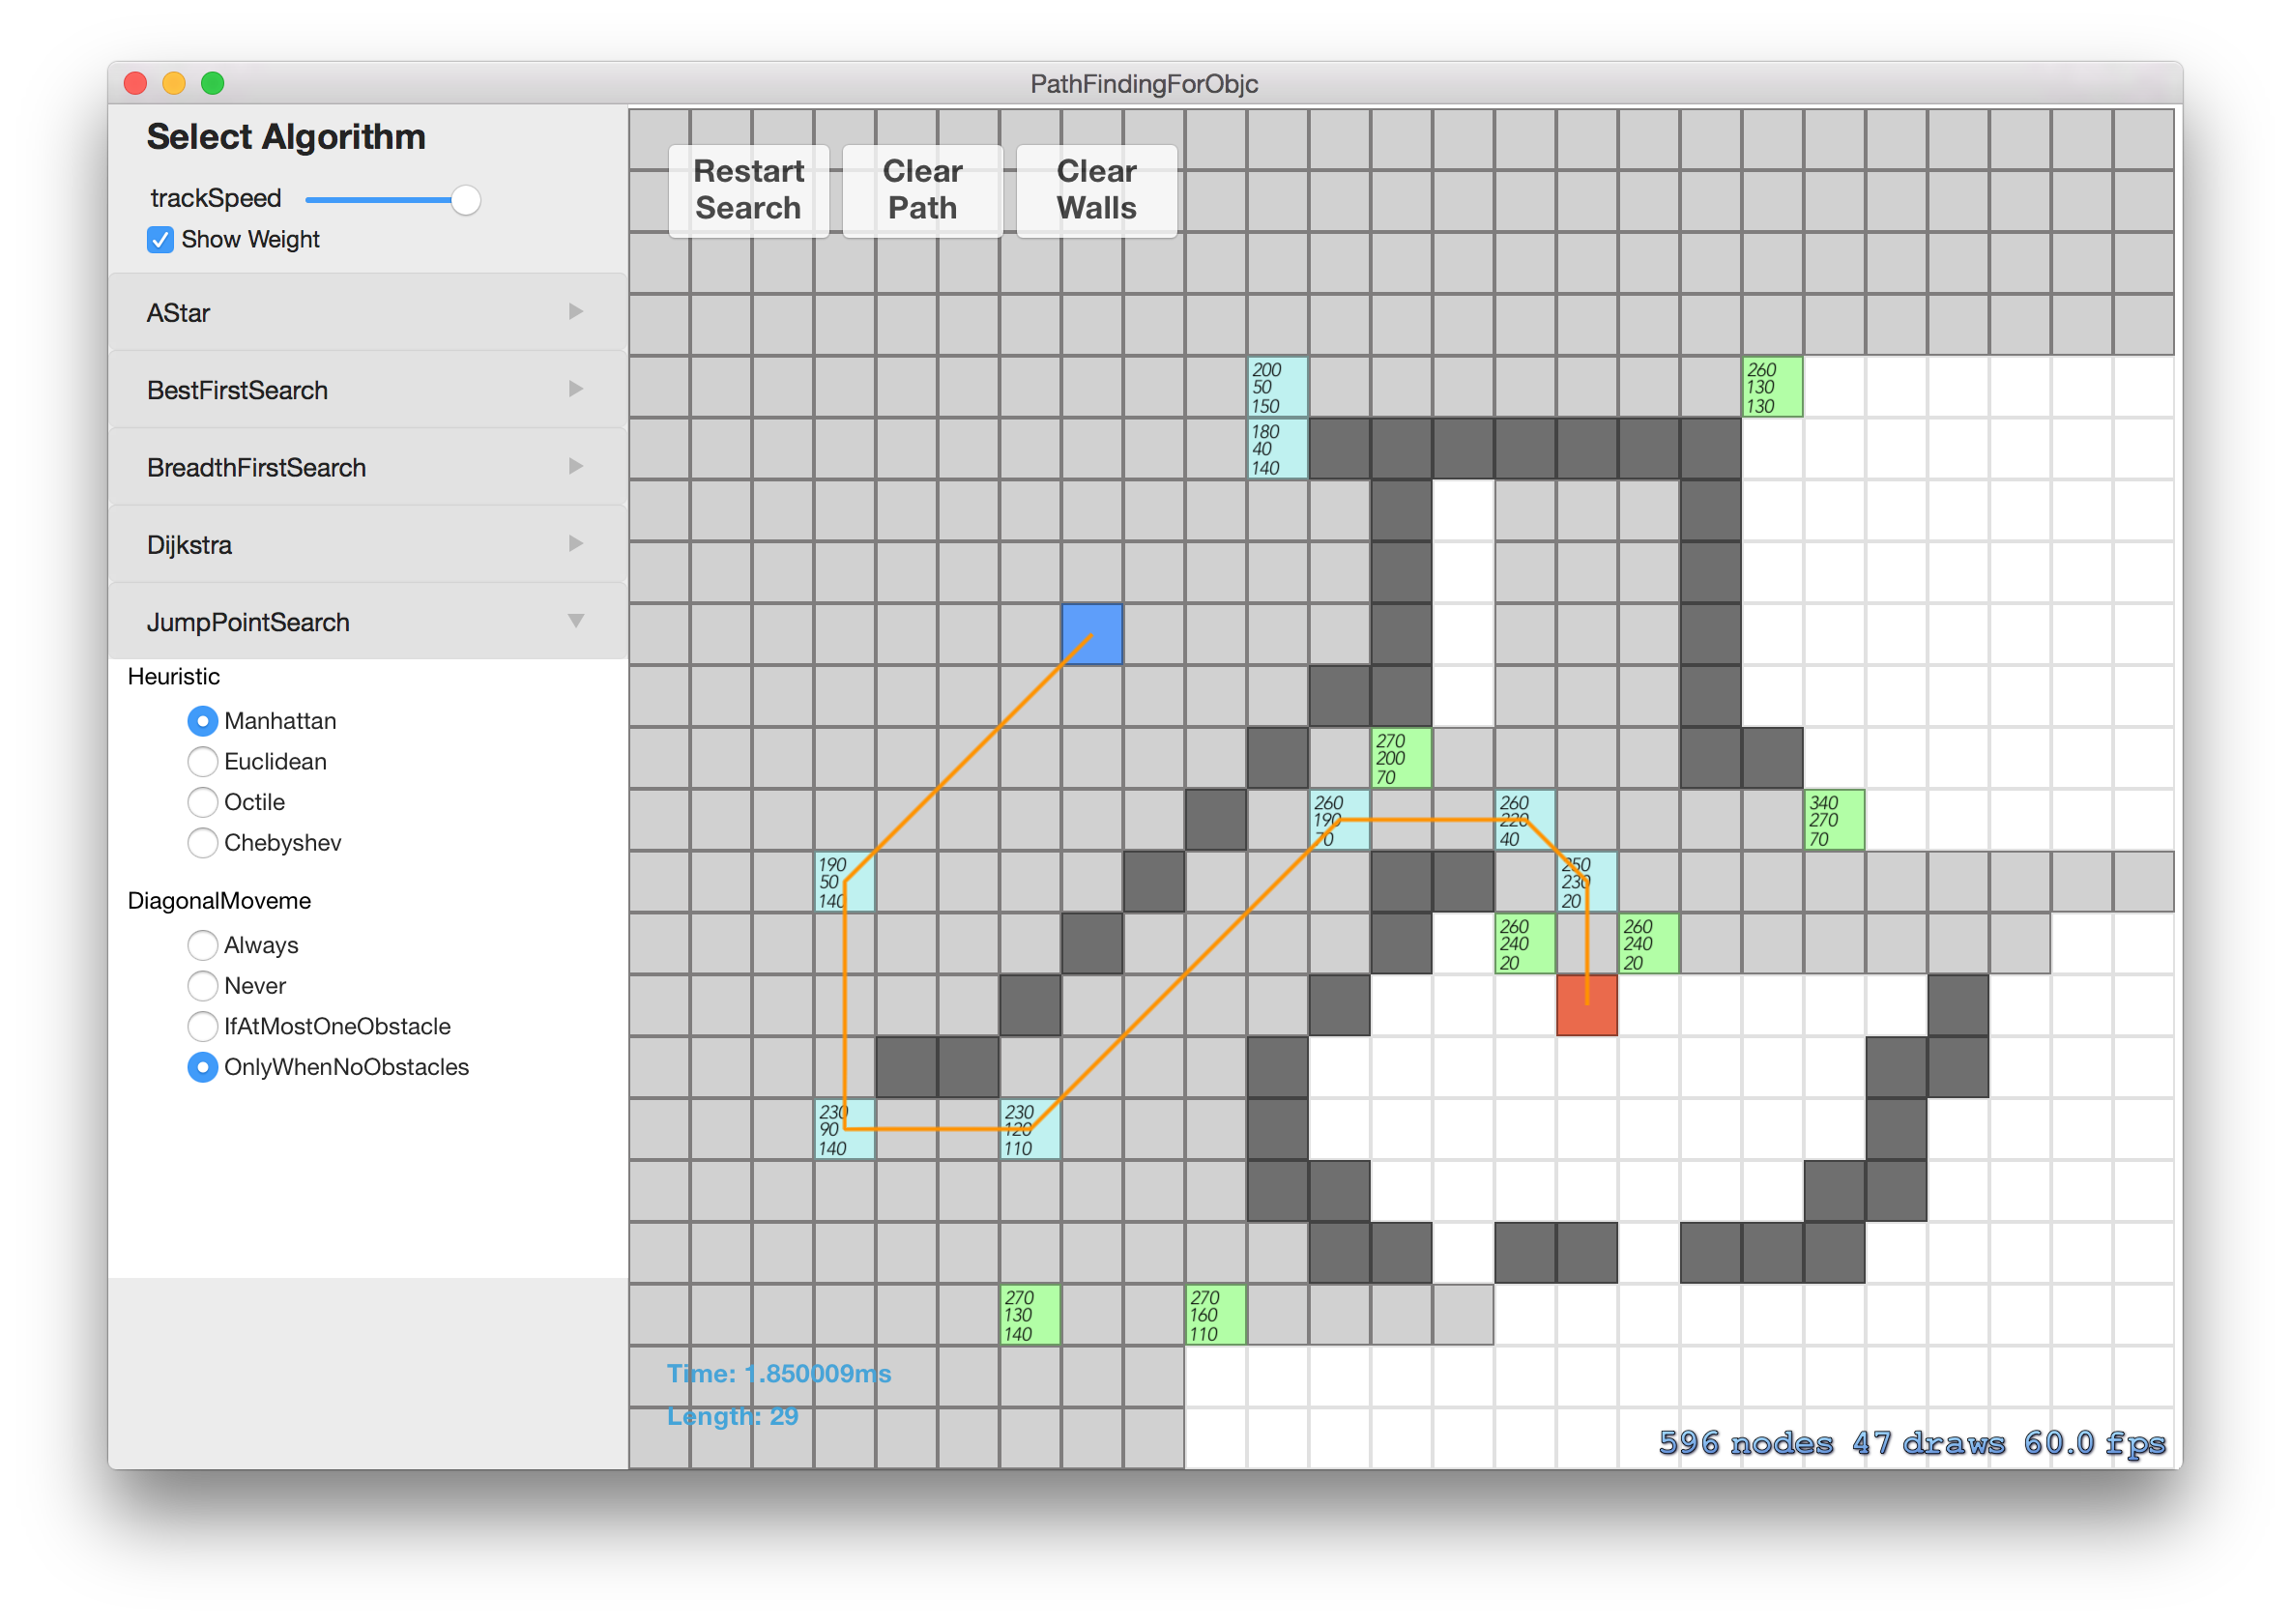 PathFindingForObjc
Select Algorithm
trackSpeed
Show Weight
AStar
BestFirstSearch
BreadthFirstSearch
Dijkstra
JumpPointSearch
Heuristic
Manhattan
Euclidean
Octile
Chebyshev
DiagonalMoveme
Always
Never
IfAtMostOneObstacle
OnlyWhenNoObstacles
Restart
Search
Clear
Path
Clear
Walls
200
50
150
260
130
130
180
40
140
270
200
70
260
190
70
260
220
40
340
270
70
190
50
140
250
230
20
260
240
20
260
240
20
230
90
140
230
120
110
270
130
140
270
160
110
Time: 1.850009ms
Length: 29
596 nodes 47 draws 60.0 fps